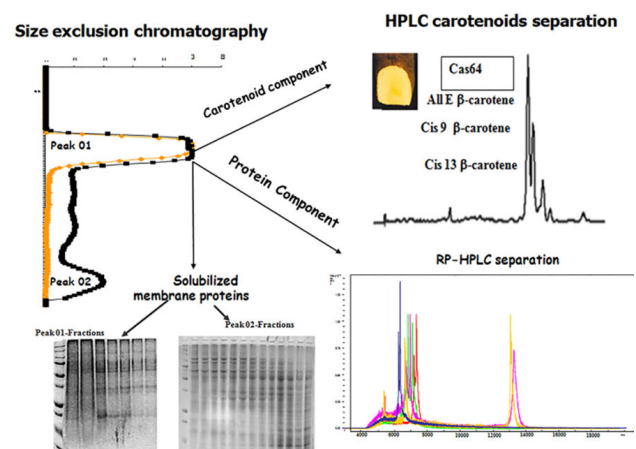 Size exclusion chromatography
HPLC carotenoids separation
Carotenoid component
Cas64
All E β-carotene
Cis 9 β-carotene
Cis 13 β-carotene
Peak 01
Protein Component
Peak 02
Solubilized
membrane proteins
RP-HPLC separation
Peak01-Fractions
Peak02-Fractions
4000 6000 8000 10000 12000 14000 16000 18000